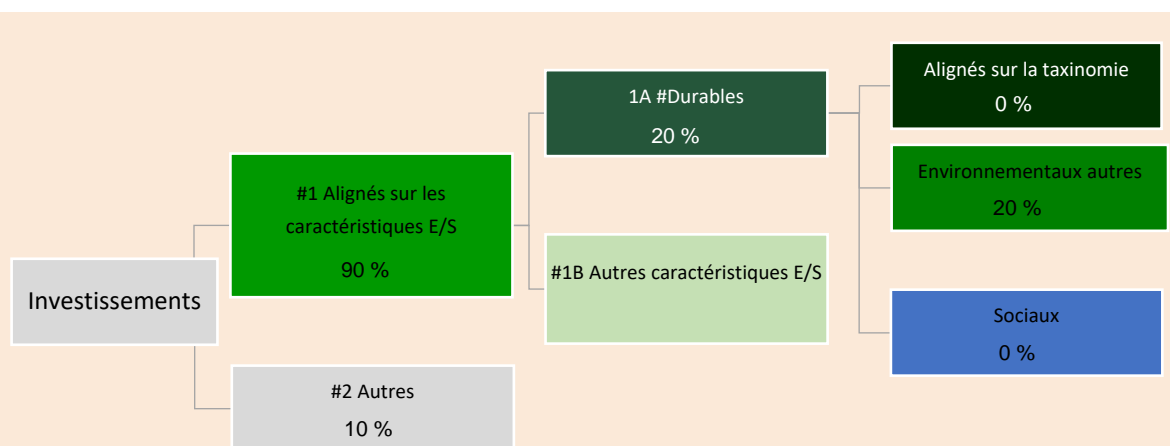 Investissements
#1 Alignés sur les
caractéristiques E/S
90 %
#2 Autres
10 %
1A #Durables
20 %
#1B Autres caractéristiques E/S
Alignés sur la taxinomie
0 %
Environnementaux autres
20 %
Sociaux
0 %